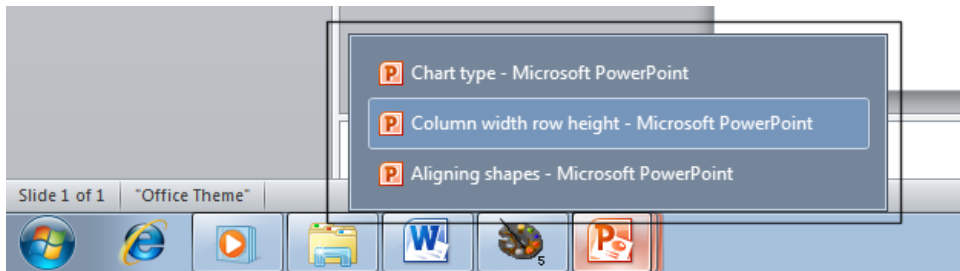 Chart type - Microsoft PowerPoint
Column width row height - Microsoft PowerPoint
Aligning shapes - Microsoft PowerPoint
Slide 1 of 1 "Office Theme"
W P 5